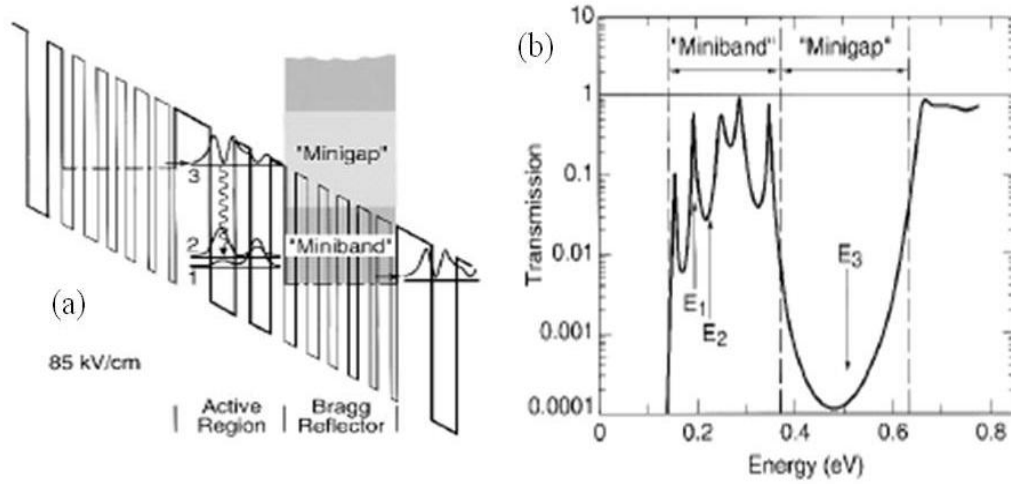 "Minigap"
3
2
"Miniband"
1
(a)
85 kV/cm
Active
Region
Bragg
Reflector
(b)
"Miniband"
"Minigap"
10
1
0.1
0.01
0.001
0.0001
Transmission
E1
E2
E3
0
0.2
0.4
0.6
0.8
Energy (eV)